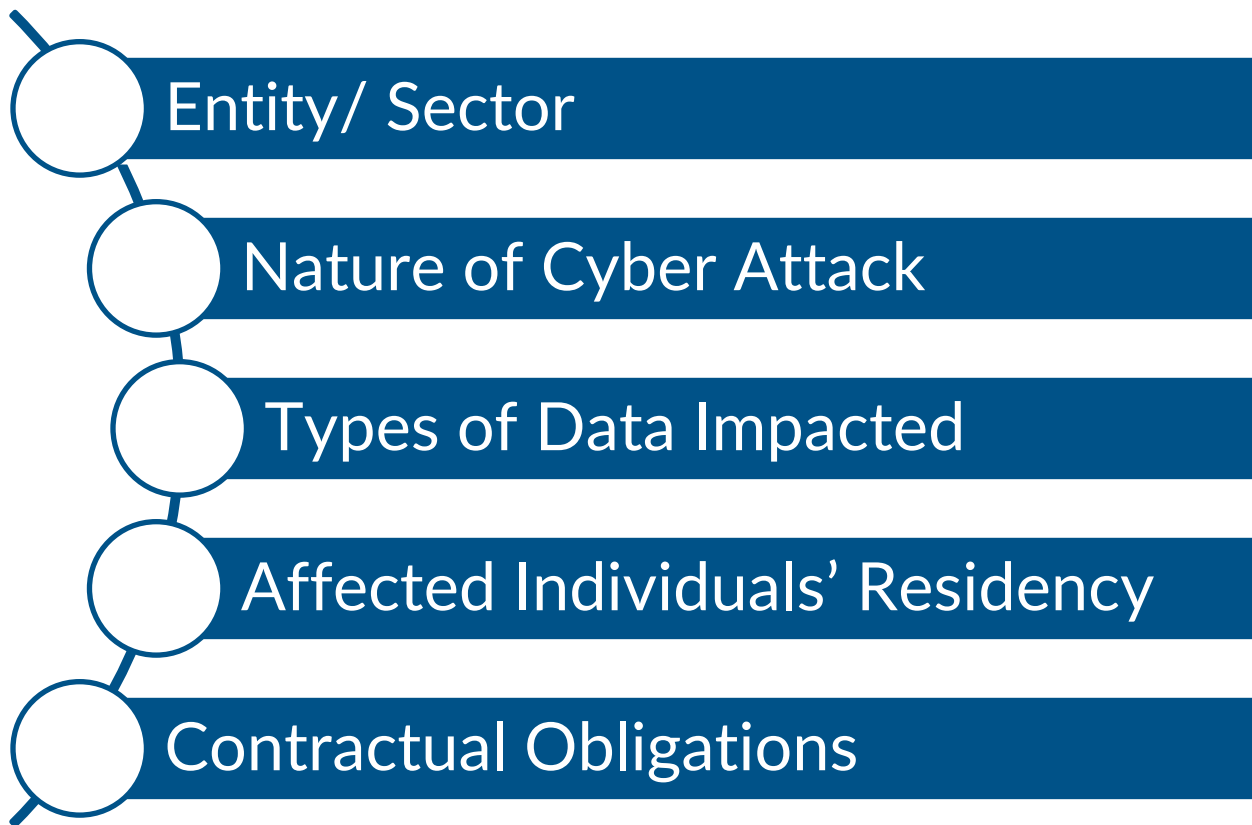 Entity/ Sector
Nature of Cyber Attack
Types of Data Impacted
Affected Individuals’ Residency
Contractual Obligations